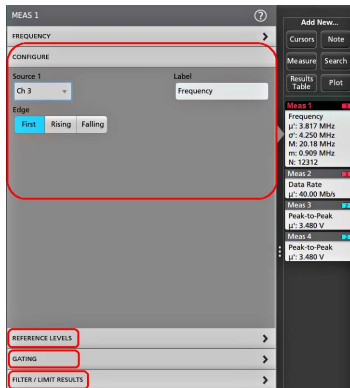 MEAS 1
?
FREQUENCY
CONFIGURE
Source 1
Label
Ch 3
Frequency
Edge
First Rising Falling
REFERENCE LEVELS
GATING
FILTER / LIMIT RESULTS
Add New...
Cursors Note
Measure Search
Results Table Plot
Meas 1
Frequency
µ': 3.817 MHz
σ': 4.250 MHz
M: 20.18 MHz
m: 0.909 MHz
N: 12312
Meas 2
Data Rate
µ': 40.00 Mb/s
Meas 3
Peak-to-Peak
µ': 3.480 V
Meas 4
Peak-to-Peak
µ': 3.480 V